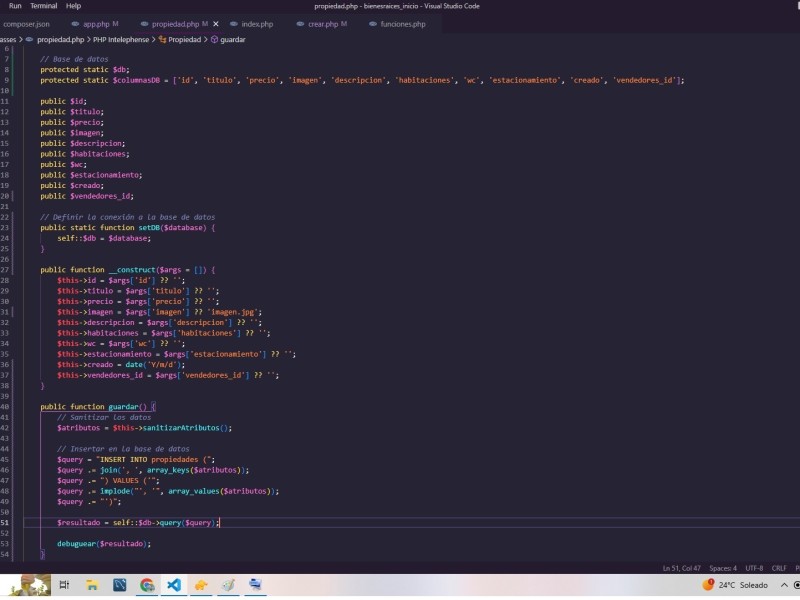 Run Terminal Help propiedad.php - bienesraices_inicio - Visual Studio Code
composer.json app.php M propiedad.php M × index.php crear.php M funciones.php
asses > propiedad.php > PHP Intelephense > Propiedad > guardar
6
7 // Base de datos
8 protected static $db;
9 protected static $columnasDB = ['id', 'titulo', 'precio', 'imagen', 'descripcion', 'habitaciones', 'wc', 'estacionamiento', 'creado', 'vendedores_id'];
10
11 public $id;
12 public $titulo;
13 public $precio;
14 public $imagen;
15 public $descripcion;
16 public $habitaciones;
17 public $wc;
18 public $estacionamiento;
19 public $creado;
20 public $vendedores_id;
21
22 // Definir la conexión a la base de datos
23 public static function setDB($database) {
24 self::$db = $database;
25 }
26
27 public function __construct($args = []) {
28 $this->id = $args['id'] ?? '';
29 $this->titulo = $args['titulo'] ?? '';
30 $this->precio = $args['precio'] ?? '';
31 $this->imagen = $args['imagen'] ?? 'imagen.jpg';
32 $this->descripcion = $args['descripcion'] ?? '';
33 $this->habitaciones = $args['habitaciones'] ?? '';
34 $this->wc = $args['wc'] ?? '';
35 $this->estacionamiento = $args['estacionamiento'] ?? '';
36 $this->creado = date('Y/m/d');
37 $this->vendedores_id = $args['vendedores_id'] ?? '';
38 }
39
40 public function guardar() {
41 // Sanitizar los datos
42 $atributos = $this->sanitizarAtributos();
43
44 // Insertar en la base de datos
45 $query = "INSERT INTO propiedades (";
46 $query .= join(', ', array_keys($atributos));
47 $query .= ") VALUES ('";
48 $query .= implode("', '", array_values($atributos));
49 $query .= "')";
50
51 $resultado = self::$db->query($query);
52
53 debuguear($resultado);
54 }
Ln 51, Col 47 Spaces: 4 UTF-8 CRLF P
24°C Soleado